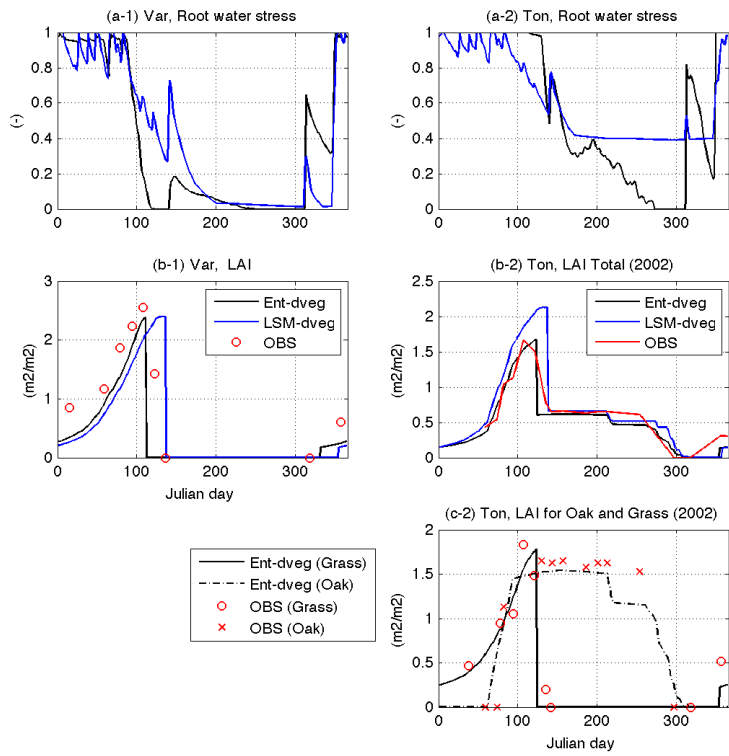 (a-1) Var, Root water stress
1
0.8
0.6
0.4
0.2
0
(-)
0 100 200 300
(a-2) Ton, Root water stress
1
0.8
0.6
0.4
0.2
0
(-)
0 100 200 300
(b-1) Var, LAI
3
2
1
0
(m2/m2)
0 100 200 300
Julian day
Ent-dveg
LSM-dveg
OBS
(b-2) Ton, LAI Total (2002)
2.5
2
1.5
1
0.5
0
(m2/m2)
0 100 200 300
Ent-dveg
LSM-dveg
OBS
(c-2) Ton, LAI for Oak and Grass (2002)
2
1.5
1
0.5
0
(m2/m2)
0 100 200 300
Julian day
Ent-dveg (Grass)
Ent-dveg (Oak)
OBS (Grass)
OBS (Oak)